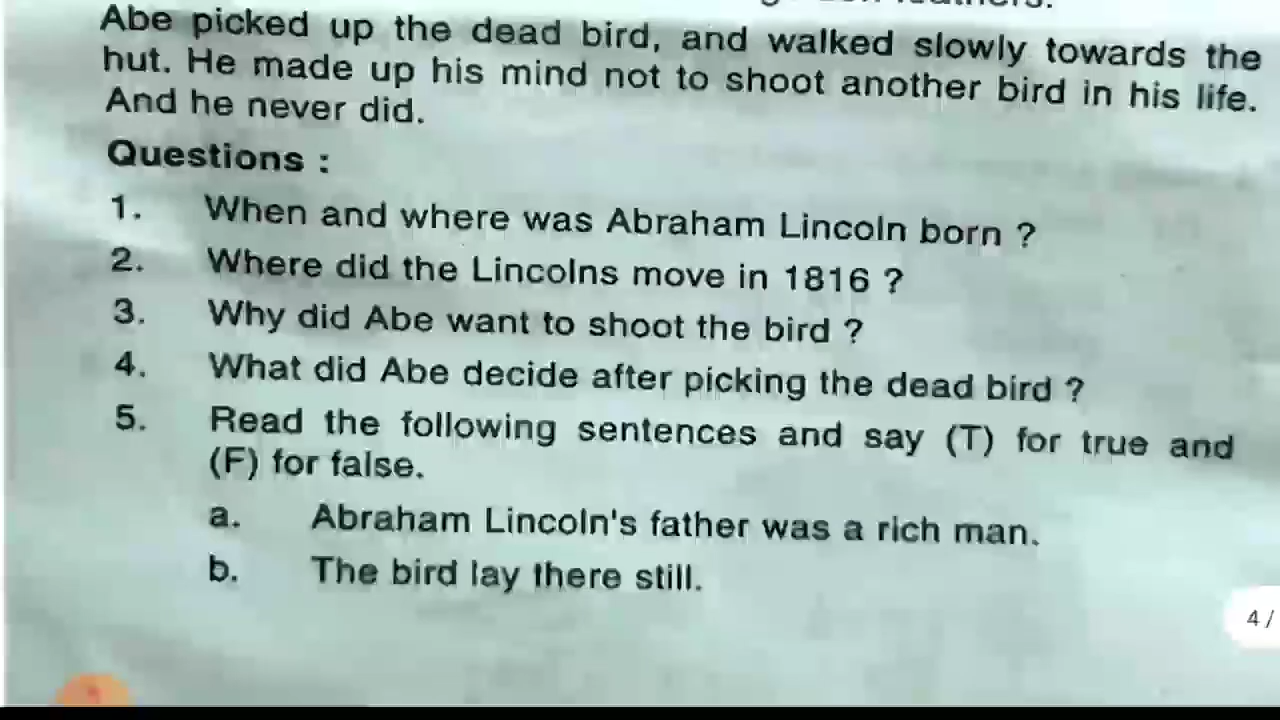 Abe picked up the dead bird, and walked slowly towards the
hut. He made up his mind not to shoot another bird in his life.
And he never did.
Questions :
1. When and where was Abraham Lincoln born ?
2. Where did the Lincolns move in 1816 ?
3. Why did Abe want to shoot the bird ?
4. What did Abe decide after picking the dead bird ?
5. Read the following sentences and say (T) for true and
(F) for false.
a. Abraham Lincoln's father was a rich man.
b. The bird lay there still.
4 /